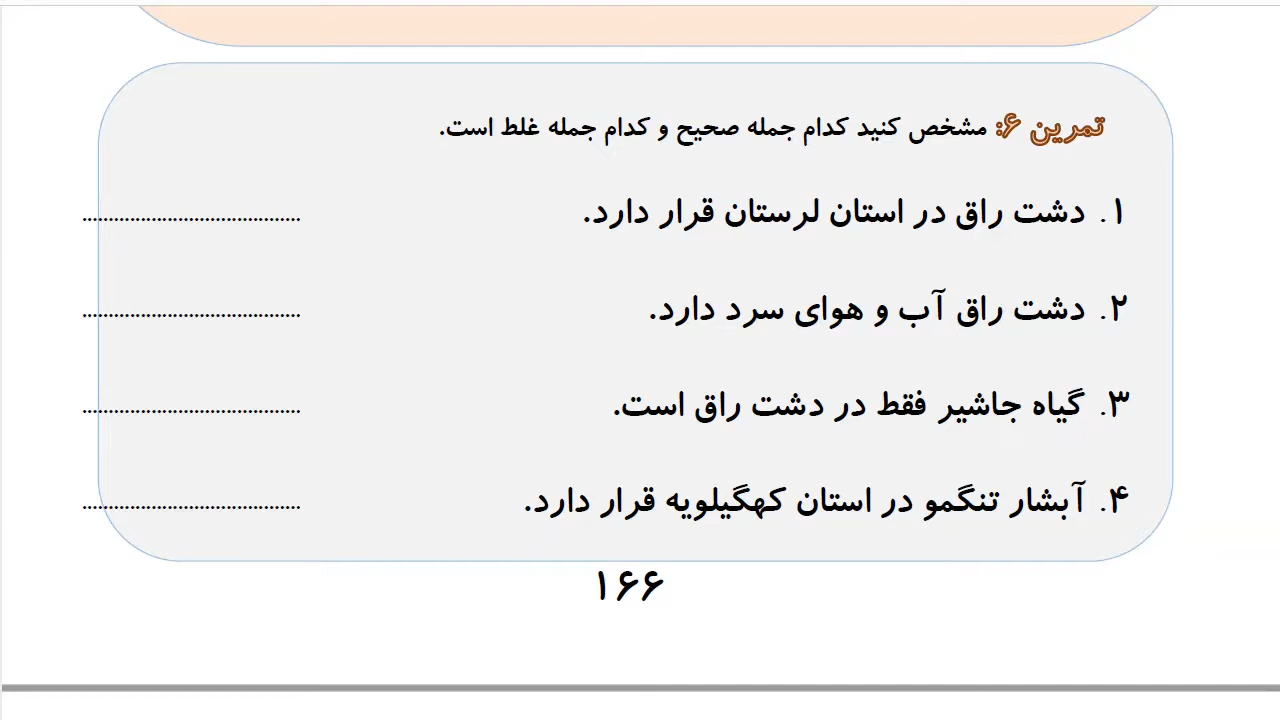 تمرین ۶: مشخص کنید کدام جمله صحیح و کدام جمله غلط است.
۱. دشت راق در استان لرستان قرار دارد. ..........................................
۲. دشت راق آب و هوای سرد دارد. ..........................................
۳. گیاه جاشیر فقط در دشت راق است. ..........................................
۴. آبشار تنگمو در استان کهگیلویه قرار دارد. ..........................................
۱۶۶